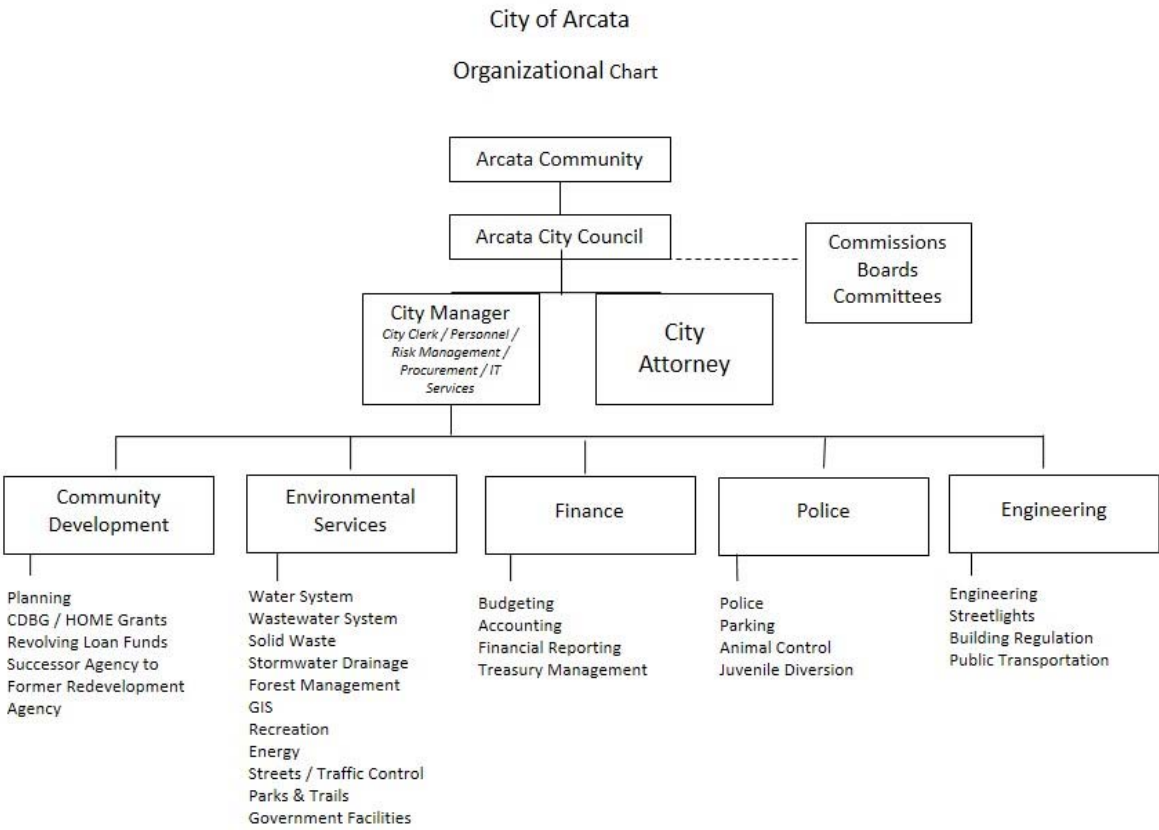 City of Arcata
Organizational Chart
Arcata Community
Arcata City Council
Commissions
Boards
Committees
City Manager
City Clerk / Personnel /
Risk Management /
Procurement / IT
Services
City
Attorney
Community
Development
Environmental
Services
Finance
Police
Engineering
Planning
CDBG / HOME Grants
Revolving Loan Funds
Successor Agency to
Former Redevelopment
Agency
Water System
Wastewater System
Solid Waste
Stormwater Drainage
Forest Management
GIS
Recreation
Energy
Streets / Traffic Control
Parks & Trails
Government Facilities
Budgeting
Accounting
Financial Reporting
Treasury Management
Police
Parking
Animal Control
Juvenile Diversion
Engineering
Streetlights
Building Regulation
Public Transportation